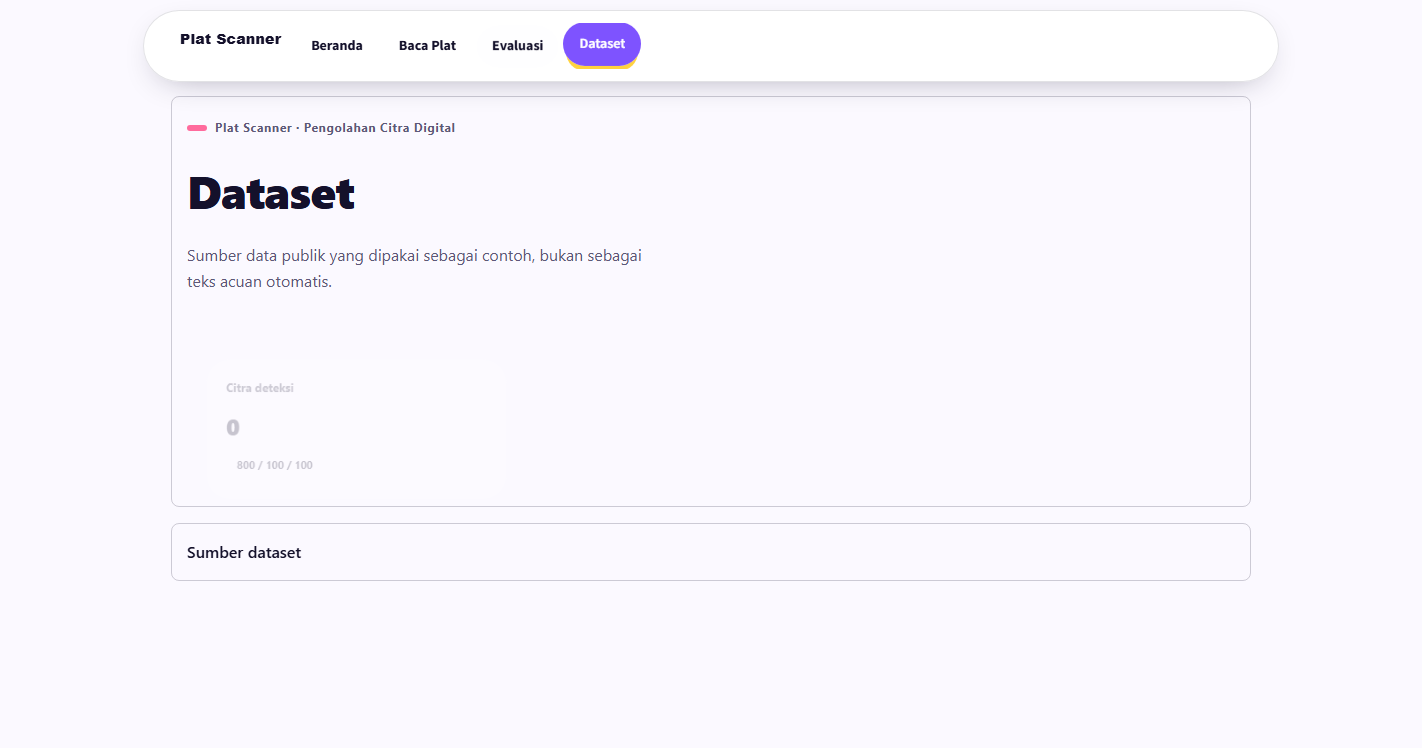 Plat Scanner
Beranda
Baca Plat
Evaluasi
Dataset
Plat Scanner · Pengolahan Citra Digital
Dataset
Sumber data publik yang dipakai sebagai contoh, bukan sebagai
teks acuan otomatis.
Citra deteksi
0
800 / 100 / 100
Sumber dataset